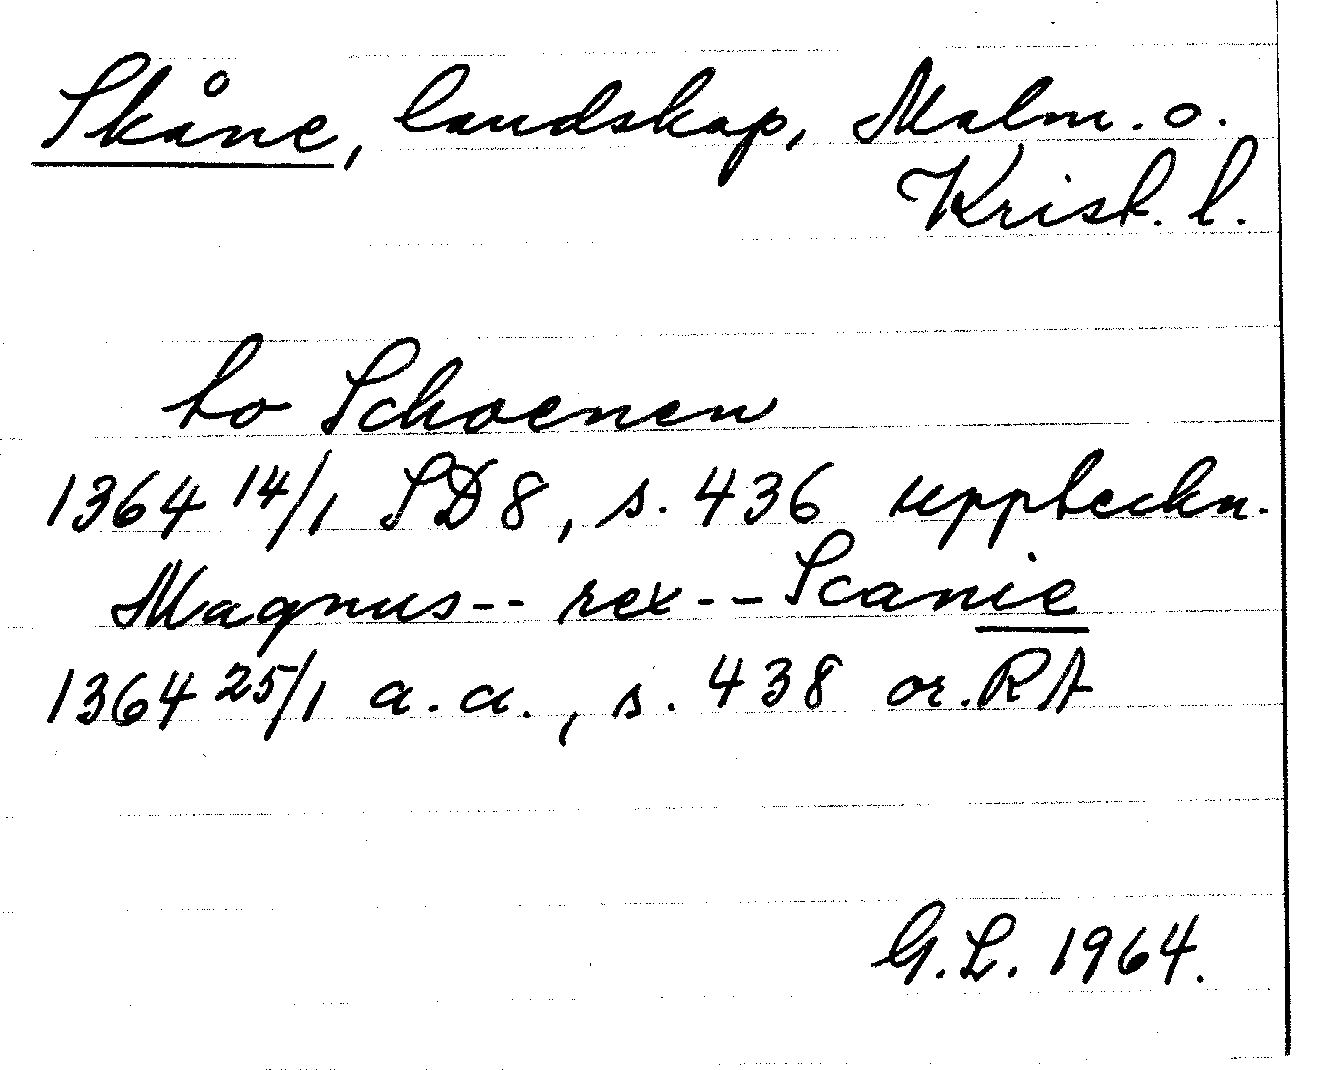 Skåne, landskap, Malm. o.
Krist. l.
to Schoenen
1364 14/1 SD 8, s. 436 uppteckn.
Magnus -- rex -- Scanie
1364 25/1 a.a., s. 438 or. RA
G.L. 1964.